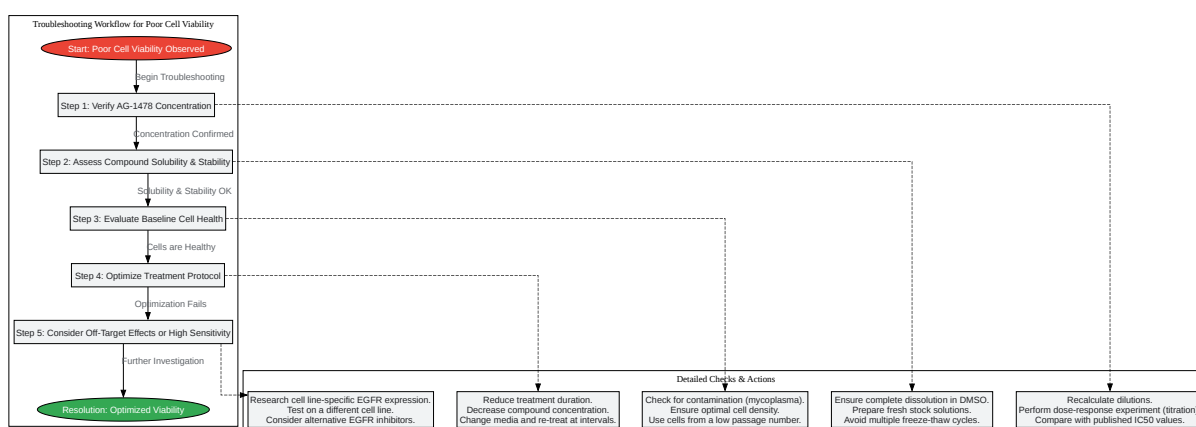 Troubleshooting Workflow for Poor Cell Viability
Start: Poor Cell Viability Observed
Begin Troubleshooting
Step 1: Verify AG-1478 Concentration
Concentration Confirmed
Step 2: Assess Compound Solubility & Stability
Solubility & Stability OK
Step 3: Evaluate Baseline Cell Health
Cells are Healthy
Step 4: Optimize Treatment Protocol
Optimization Fails
Step 5: Consider Off-Target Effects or High Sensitivity
Further Investigation
Resolution: Optimized Viability
Detailed Checks & Actions
Research cell line-specific EGFR expression.
Test on a different cell line.
Consider alternative EGFR inhibitors.
Reduce treatment duration.
Decrease compound concentration.
Change media and re-treat at intervals.
Check for contamination (mycoplasma).
Ensure optimal cell density.
Use cells from a low passage number.
Ensure complete dissolution in DMSO.
Prepare fresh stock solutions.
Avoid multiple freeze-thaw cycles.
Recalculate dilutions.
Perform dose-response experiment (titration)
Compare with published IC50 values.